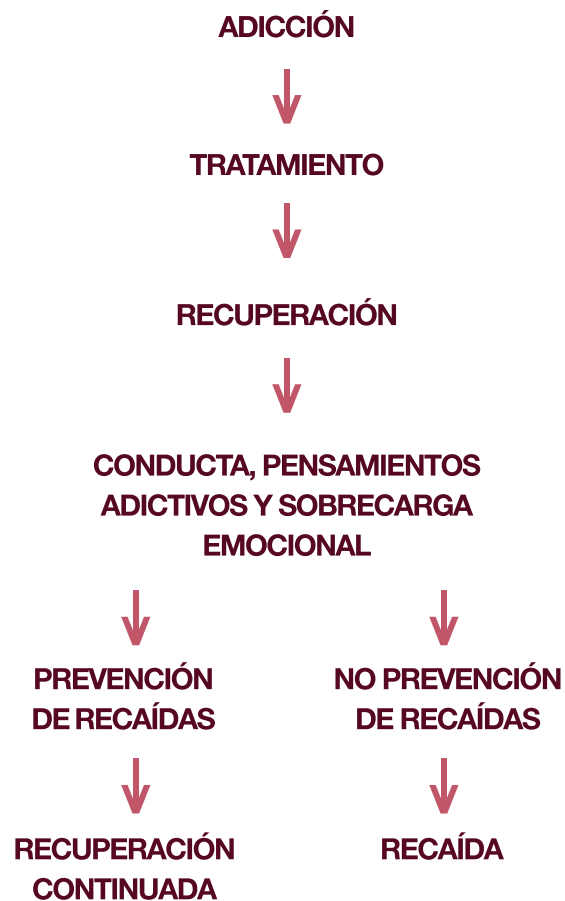 ADICCIÓN
TRATAMIENTO
RECUPERACIÓN
CONDUCTA, PENSAMIENTOS
ADICTIVOS Y SOBRECARGA
EMOCIONAL
PREVENCIÓN
DE RECAÍDAS
NO PREVENCIÓN
DE RECAÍDAS
RECUPERACIÓN
CONTINUADA
RECAÍDA